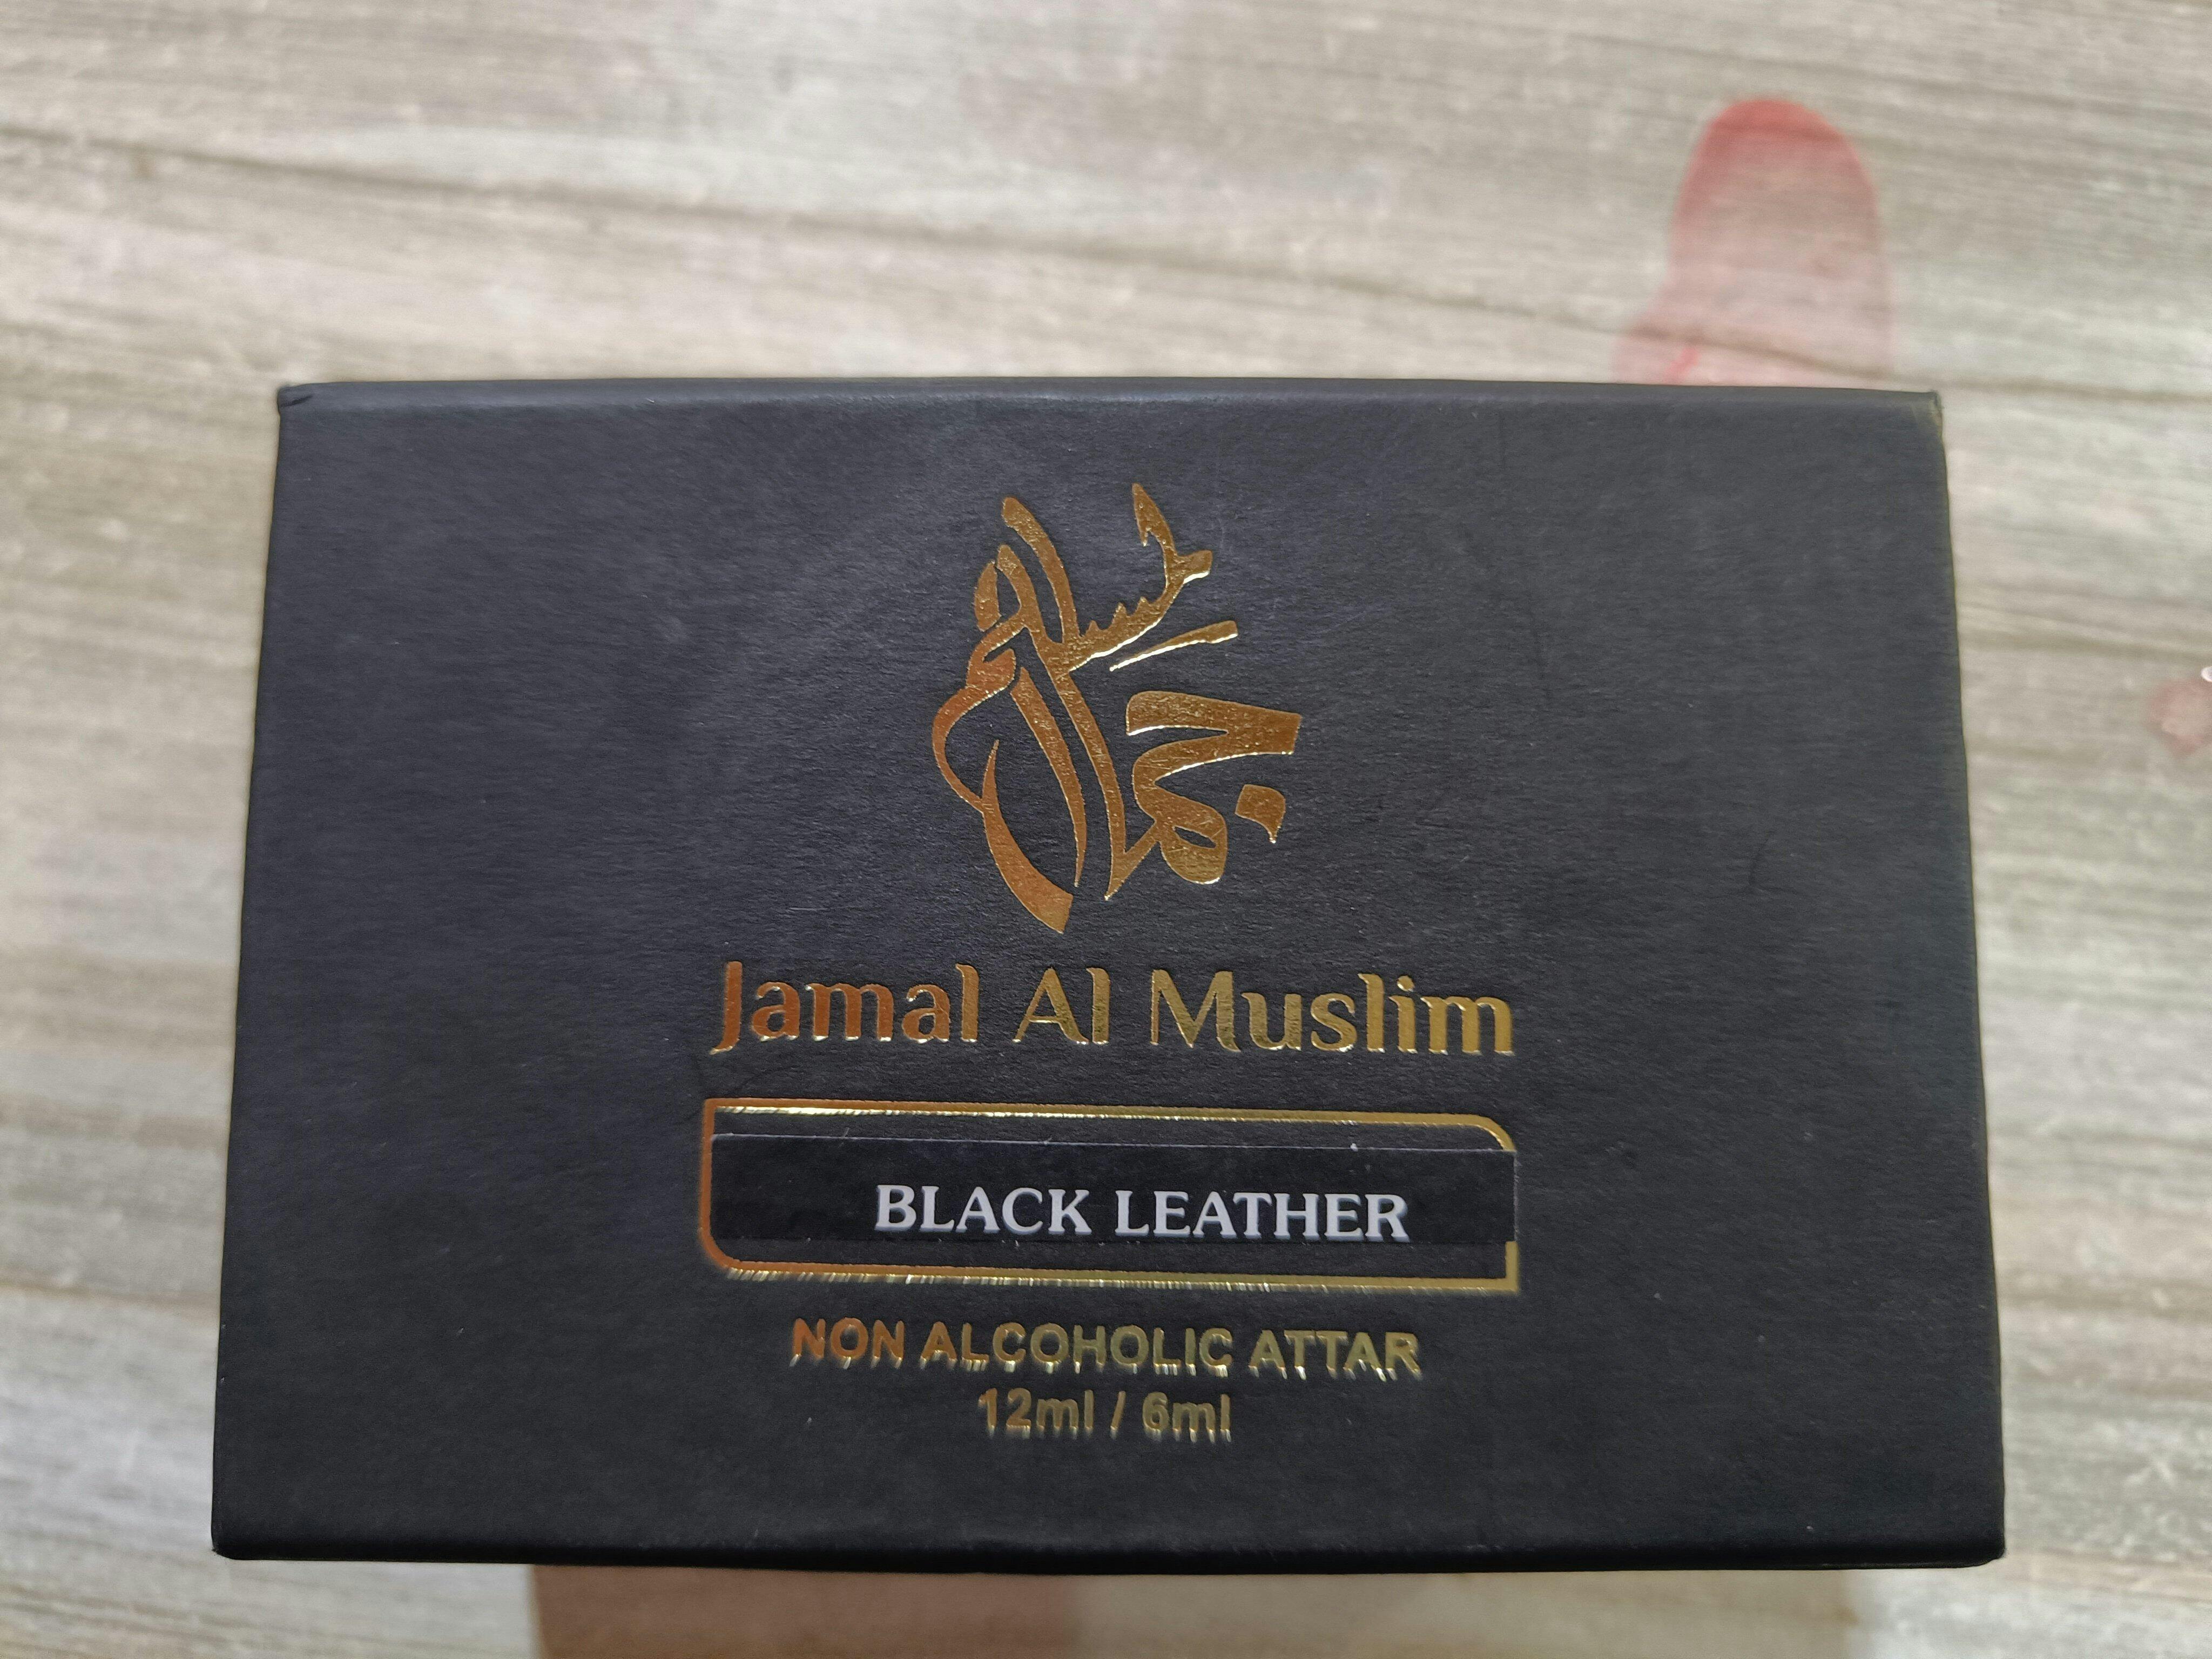 جمال المسلم
Jamal Al Muslim
BLACK LEATHER
NON ALCOHOLIC ATTAR
12ml / 6ml